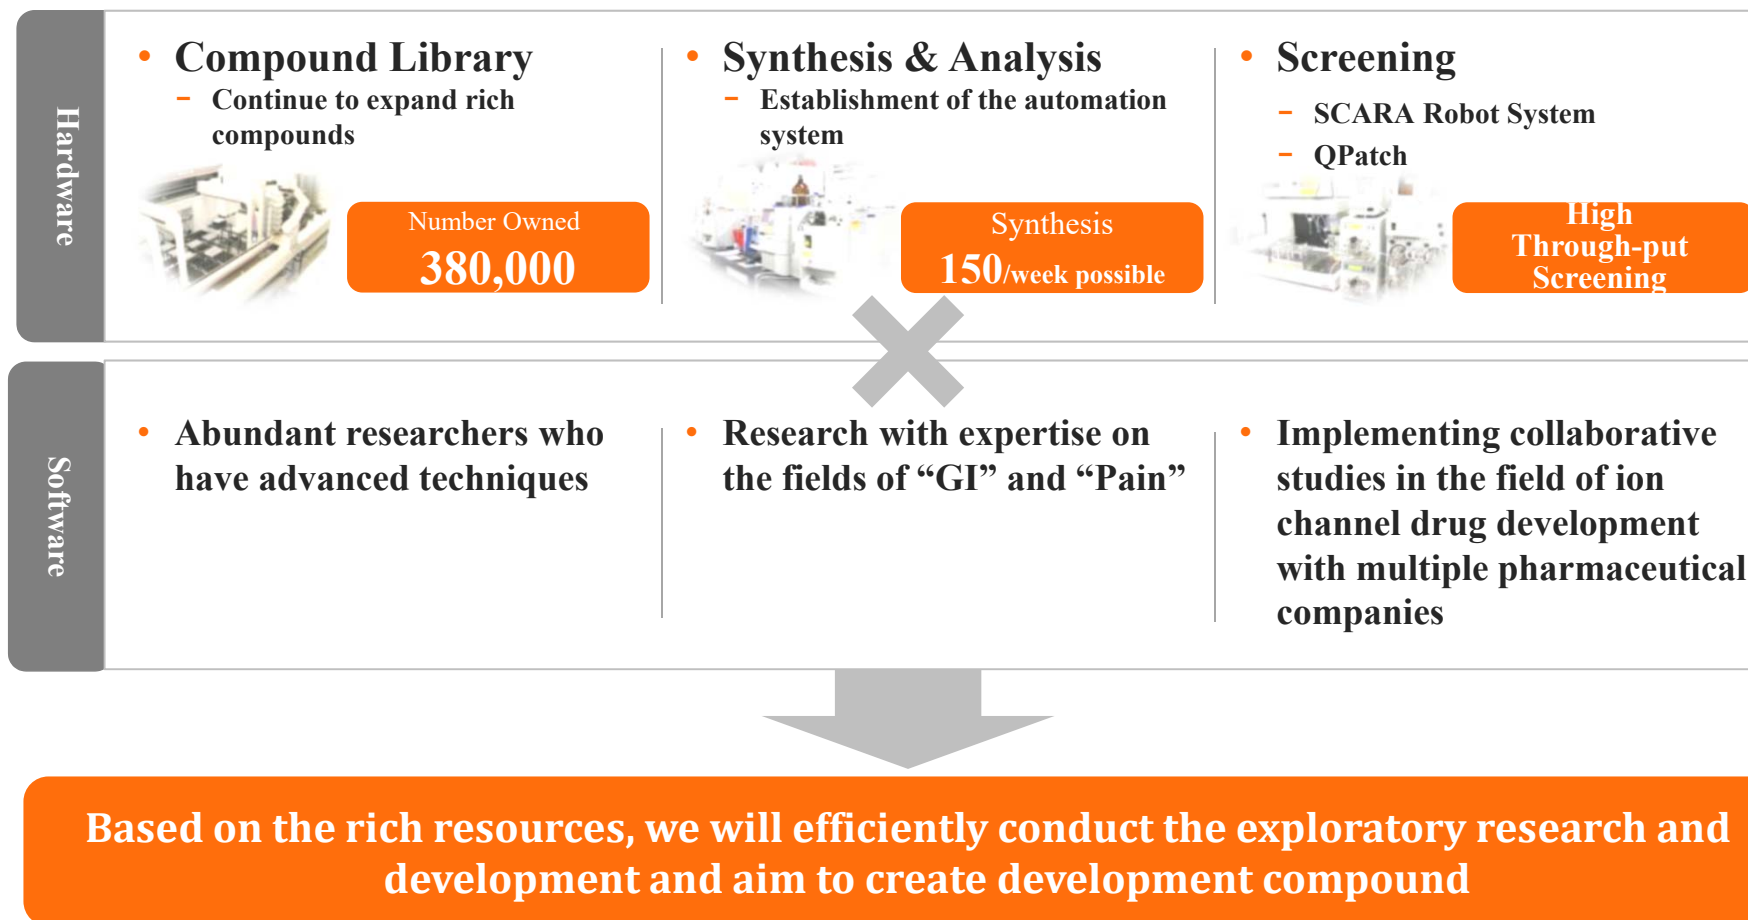 Hardware
• Compound Library
– Continue to expand rich
compounds
Number Owned
380,000
• Synthesis & Analysis
– Establishment of the automation
system
Synthesis
150/week possible
• Screening
– SCARA Robot System
– QPatch
High
Through-put
Screening
Software
• Abundant researchers who
have advanced techniques
• Research with expertise on
the fields of “GI” and “Pain”
• Implementing collaborative
studies in the field of ion
channel drug development
with multiple pharmaceutical
companies
Based on the rich resources, we will efficiently conduct the exploratory research and
development and aim to create development compound